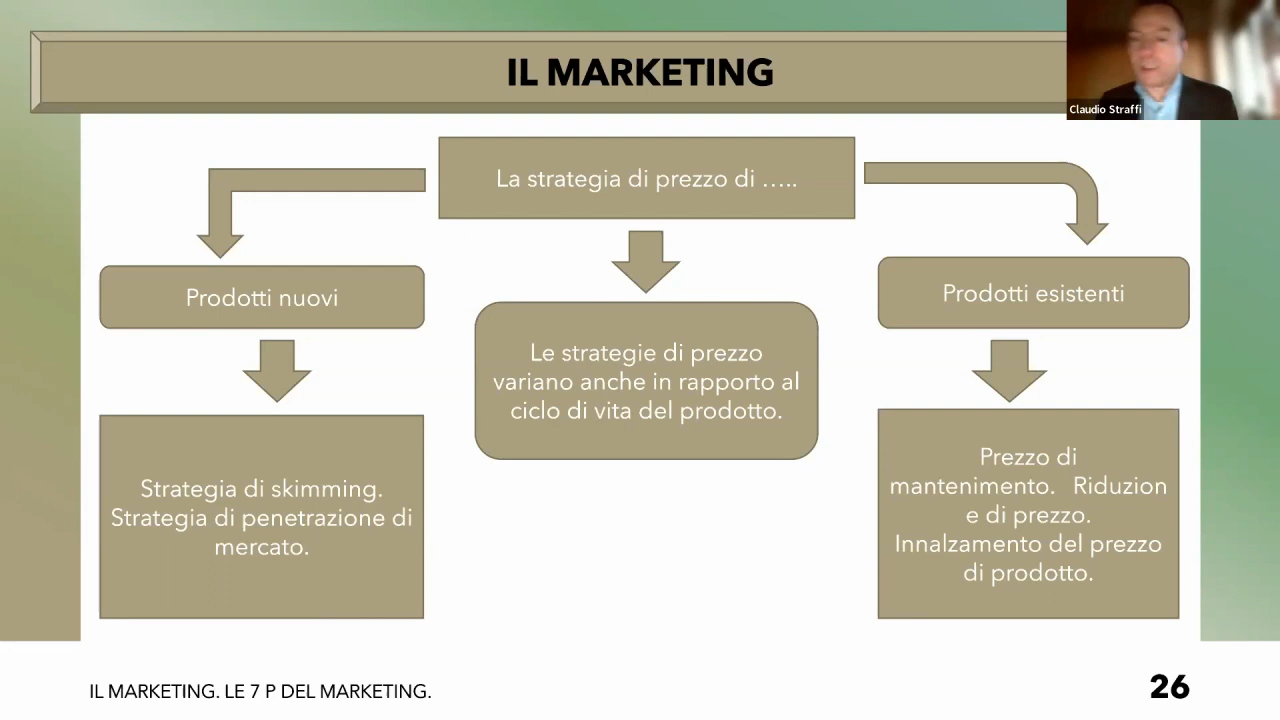 IL MARKETING
Claudio Straffi
La strategia di prezzo di …..
Prodotti nuovi
Prodotti esistenti
Le strategie di prezzo
variano anche in rapporto al
ciclo di vita del prodotto.
Strategia di skimming.
Strategia di penetrazione di
mercato.
Prezzo di
mantenimento.   Riduzion
e di prezzo.
Innalzamento del prezzo
di prodotto.
IL MARKETING. LE 7 P DEL MARKETING.
26